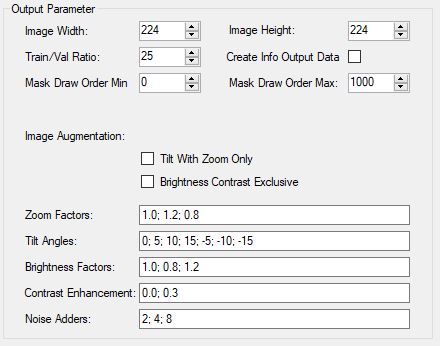 Output Parameter
Image Width: 224 Image Height: 224
Train/Val Ratio: 25 Create Info Output Data
Mask Draw Order Min 0 Mask Draw Order Max: 1000
Image Augmentation:
Tilt With Zoom Only
Brightness Contrast Exclusive
Zoom Factors: 1.0; 1.2; 0.8
Tilt Angles: 0; 5; 10; 15; -5; -10; -15
Brightness Factors: 1.0; 0.8; 1.2
Contrast Enhancement: 0.0; 0.3
Noise Adders: 2; 4; 8